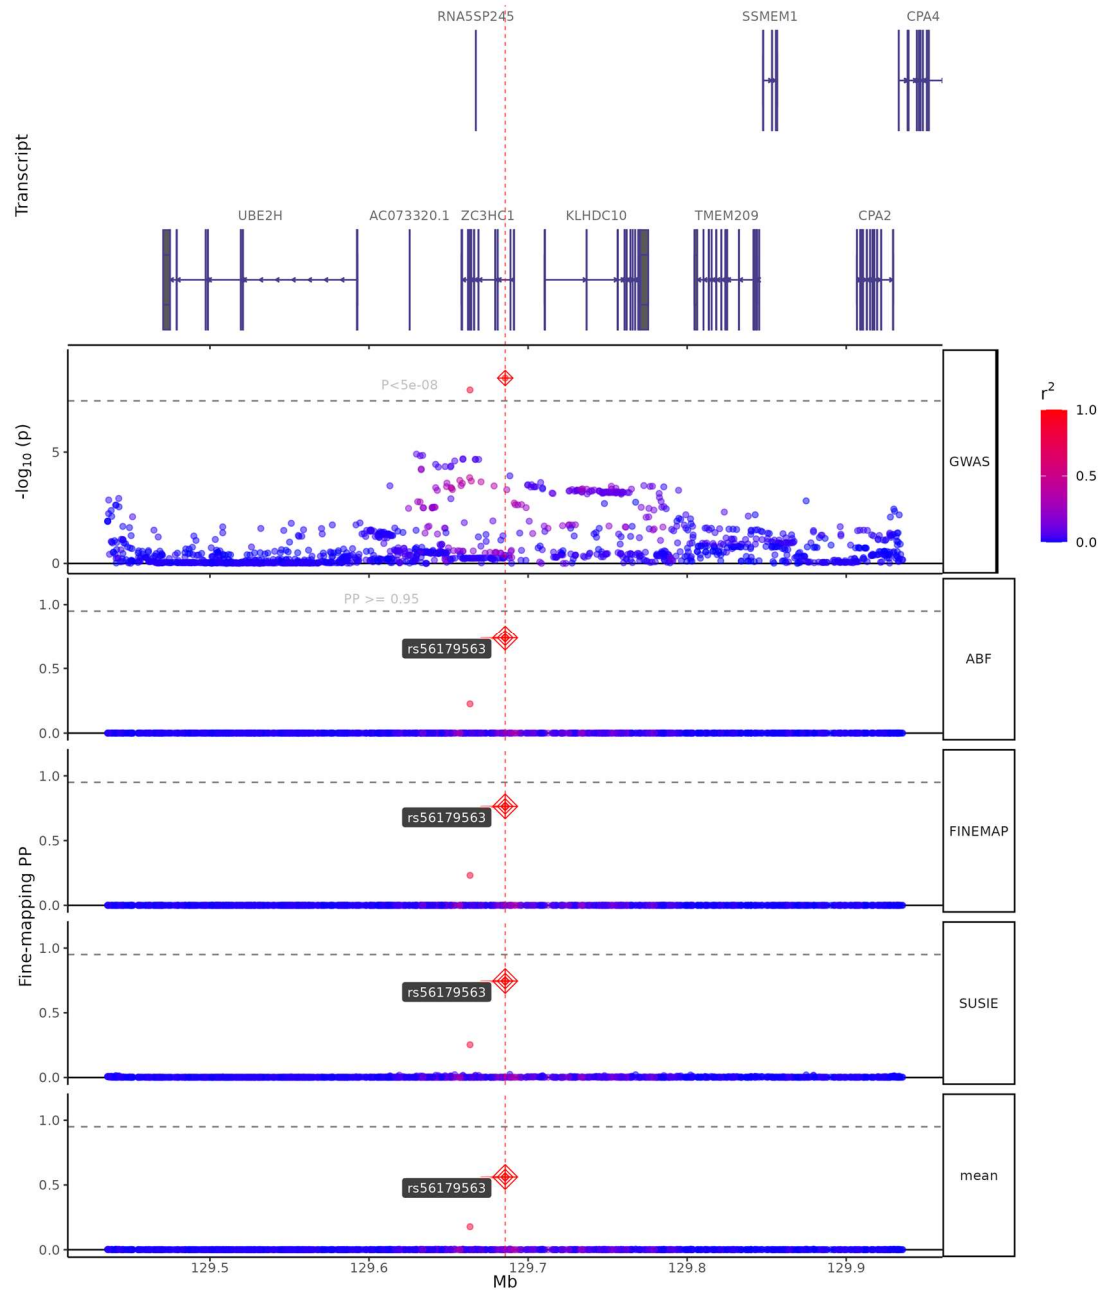 RNA5SP245 SSMEM1 CPA4
Transcript
UBE2H AC073320.1 ZC3HC1 KLHDC10 TMEM209 CPA2
P<5e-08
-log10 (p)
5
0
GWAS
r2
1.0
0.5
0.0
PP >= 0.95
1.0
0.5
0.0
rs56179563
ABF
1.0
0.5
0.0
rs56179563
FINEMAP
Fine-mapping PP
1.0
0.5
0.0
rs56179563
SUSIE
1.0
0.5
0.0
rs56179563
mean
129.5 129.6 129.7 129.8 129.9
Mb